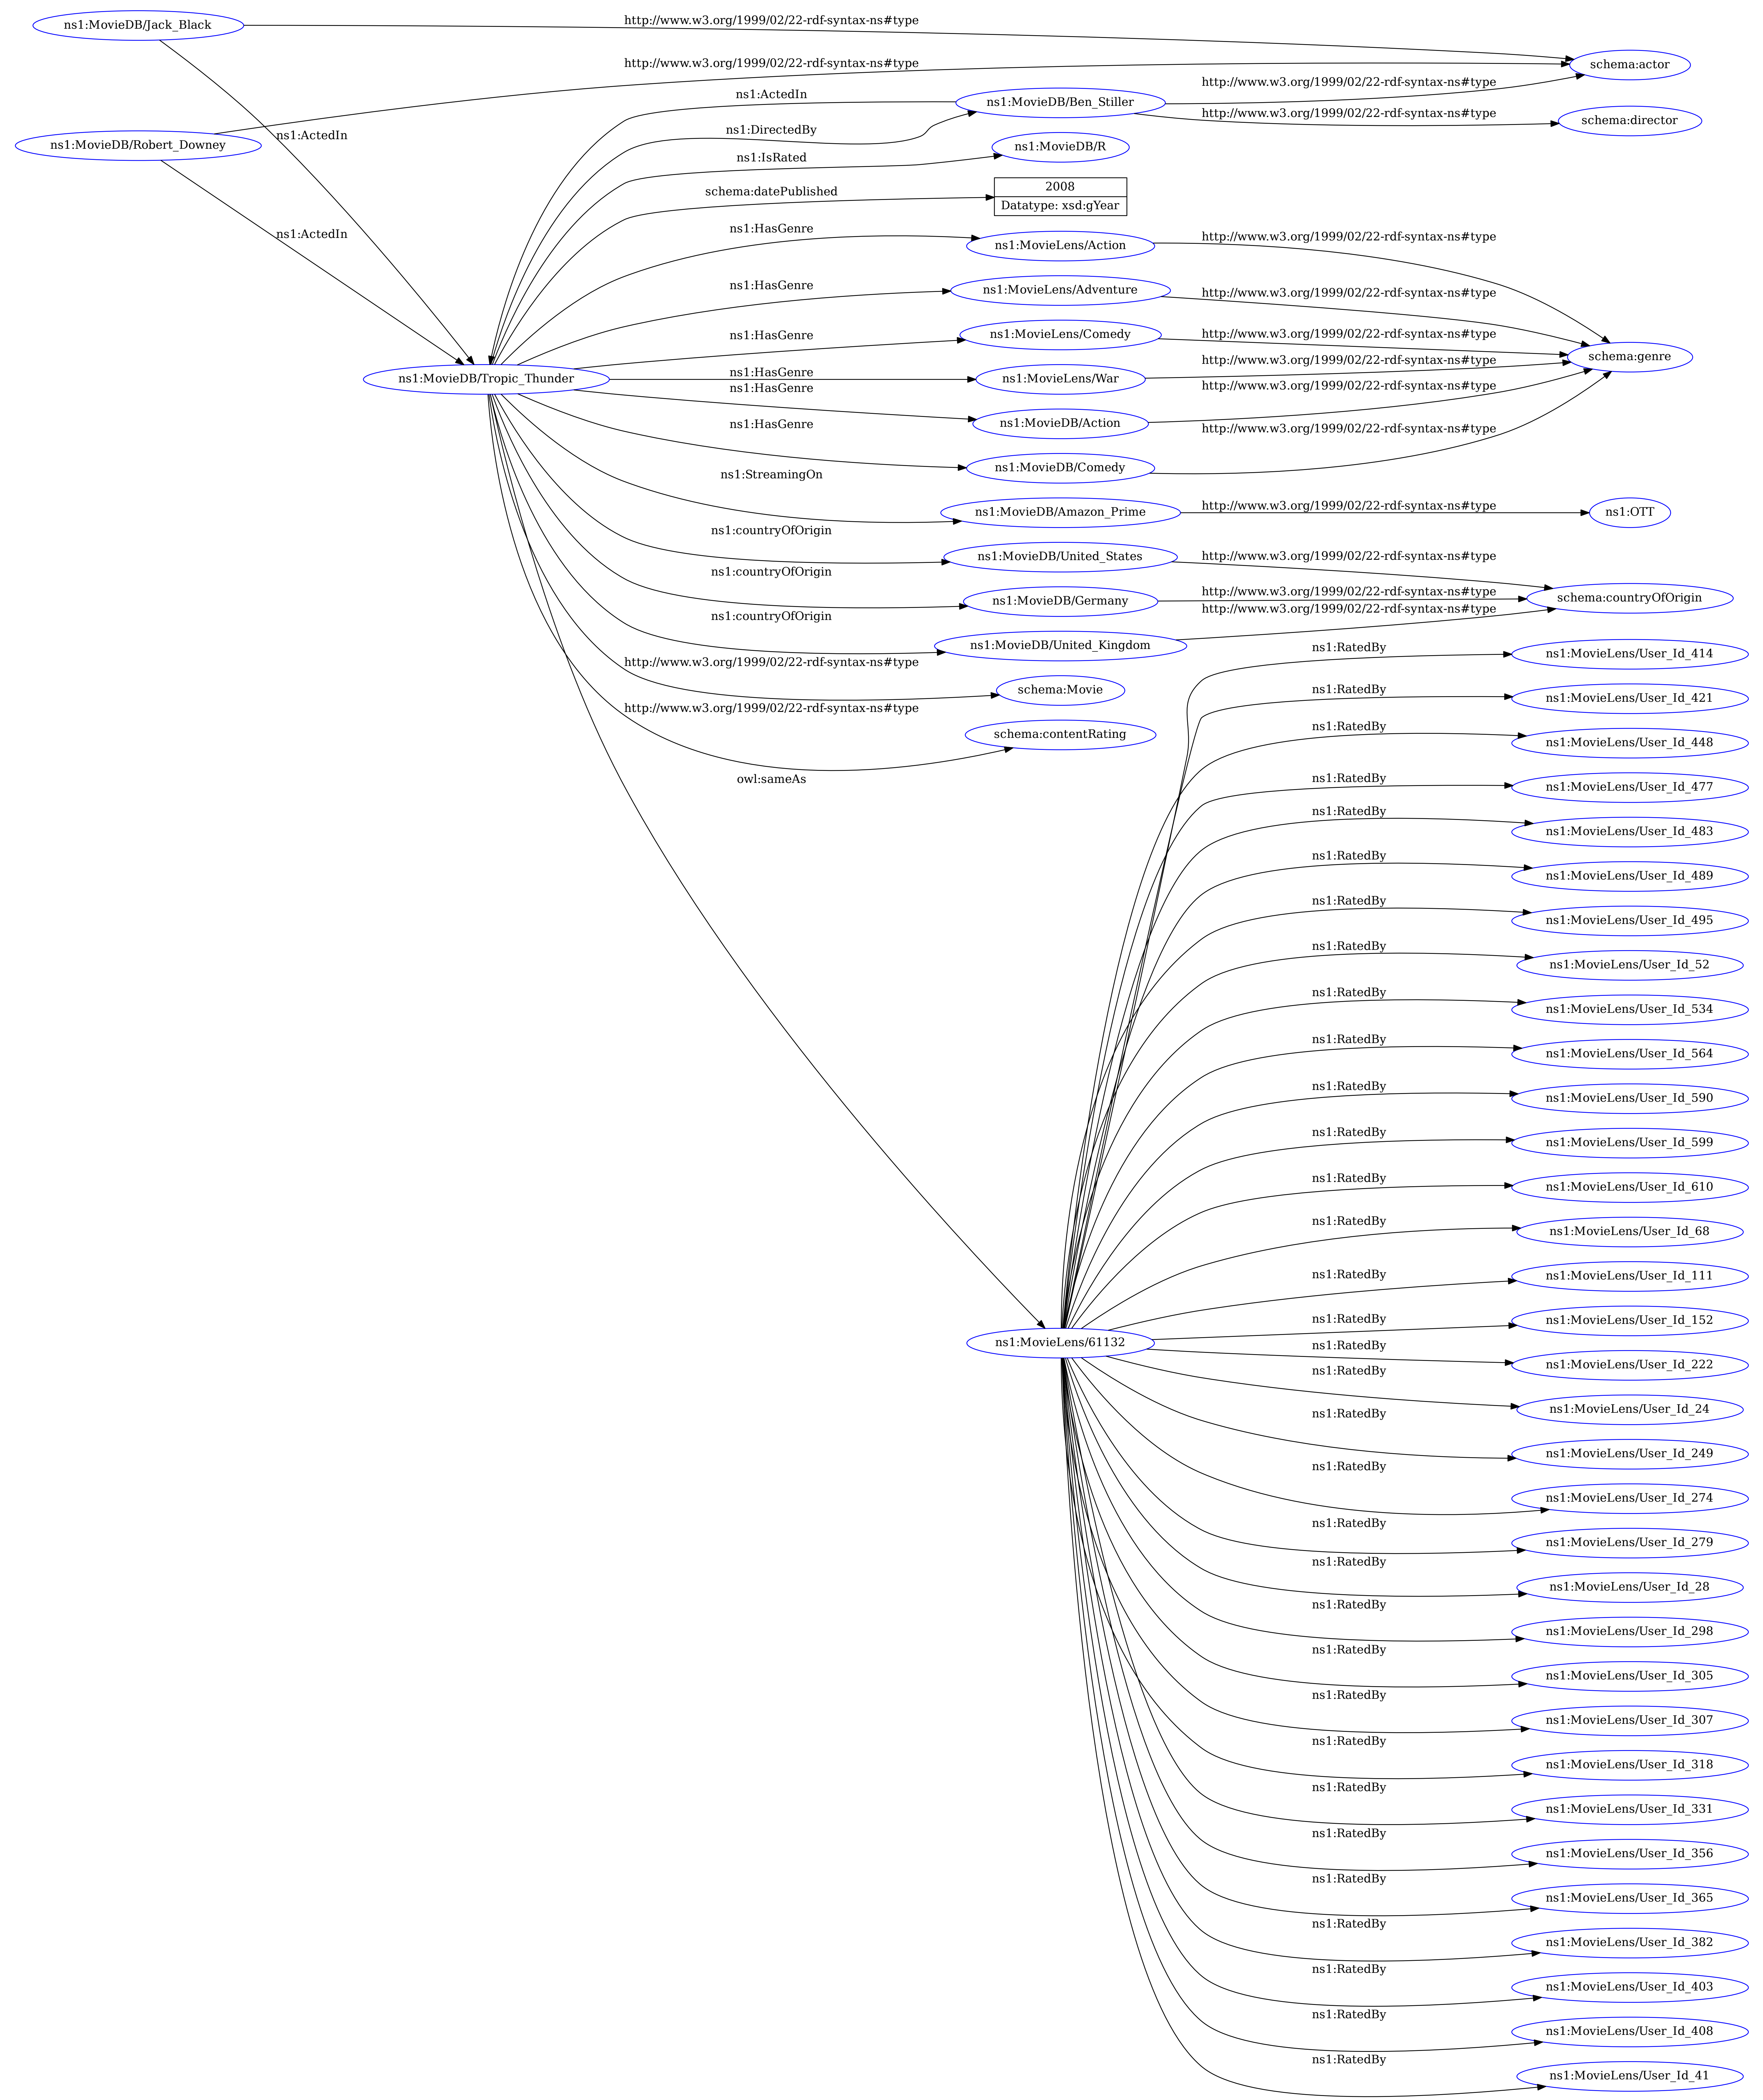 ns1:MovieDB/Jack_Black
http://www.w3.org/1999/02/22-rdf-syntax-ns#type
schema:actor
http://www.w3.org/1999/02/22-rdf-syntax-ns#type
ns1:ActedIn
ns1:MovieDB/Ben_Stiller
http://www.w3.org/1999/02/22-rdf-syntax-ns#type
http://www.w3.org/1999/02/22-rdf-syntax-ns#type
schema:director
ns1:ActedIn
ns1:DirectedBy
ns1:MovieDB/Robert_Downey
ns1:IsRated
ns1:MovieDB/R
schema:datePublished
2008
Datatype: xsd:gYear
ns1:ActedIn
ns1:HasGenre
ns1:MovieLens/Action
http://www.w3.org/1999/02/22-rdf-syntax-ns#type
ns1:HasGenre
ns1:MovieLens/Adventure
http://www.w3.org/1999/02/22-rdf-syntax-ns#type
ns1:HasGenre
ns1:MovieLens/Comedy
http://www.w3.org/1999/02/22-rdf-syntax-ns#type
schema:genre
ns1:MovieDB/Tropic_Thunder
ns1:HasGenre
ns1:MovieLens/War
http://www.w3.org/1999/02/22-rdf-syntax-ns#type
ns1:HasGenre
ns1:MovieDB/Action
http://www.w3.org/1999/02/22-rdf-syntax-ns#type
ns1:HasGenre
ns1:MovieDB/Comedy
http://www.w3.org/1999/02/22-rdf-syntax-ns#type
ns1:StreamingOn
ns1:MovieDB/Amazon_Prime
http://www.w3.org/1999/02/22-rdf-syntax-ns#type
ns1:OTT
ns1:countryOfOrigin
ns1:MovieDB/United_States
http://www.w3.org/1999/02/22-rdf-syntax-ns#type
ns1:countryOfOrigin
ns1:MovieDB/Germany
http://www.w3.org/1999/02/22-rdf-syntax-ns#type
schema:countryOfOrigin
ns1:countryOfOrigin
ns1:MovieDB/United_Kingdom
http://www.w3.org/1999/02/22-rdf-syntax-ns#type
http://www.w3.org/1999/02/22-rdf-syntax-ns#type
schema:Movie
http://www.w3.org/1999/02/22-rdf-syntax-ns#type
schema:contentRating
owl:sameAs
ns1:MovieLens/61132
ns1:RatedBy
ns1:MovieLens/User_Id_414
ns1:RatedBy
ns1:MovieLens/User_Id_421
ns1:RatedBy
ns1:MovieLens/User_Id_448
ns1:RatedBy
ns1:MovieLens/User_Id_477
ns1:RatedBy
ns1:MovieLens/User_Id_483
ns1:RatedBy
ns1:MovieLens/User_Id_489
ns1:RatedBy
ns1:MovieLens/User_Id_495
ns1:RatedBy
ns1:MovieLens/User_Id_52
ns1:RatedBy
ns1:MovieLens/User_Id_534
ns1:RatedBy
ns1:MovieLens/User_Id_564
ns1:RatedBy
ns1:MovieLens/User_Id_590
ns1:RatedBy
ns1:MovieLens/User_Id_599
ns1:RatedBy
ns1:MovieLens/User_Id_610
ns1:RatedBy
ns1:MovieLens/User_Id_68
ns1:RatedBy
ns1:MovieLens/User_Id_111
ns1:RatedBy
ns1:MovieLens/User_Id_152
ns1:RatedBy
ns1:MovieLens/User_Id_222
ns1:RatedBy
ns1:MovieLens/User_Id_24
ns1:RatedBy
ns1:MovieLens/User_Id_249
ns1:RatedBy
ns1:MovieLens/User_Id_274
ns1:RatedBy
ns1:MovieLens/User_Id_279
ns1:RatedBy
ns1:MovieLens/User_Id_28
ns1:RatedBy
ns1:MovieLens/User_Id_298
ns1:RatedBy
ns1:MovieLens/User_Id_305
ns1:RatedBy
ns1:MovieLens/User_Id_307
ns1:RatedBy
ns1:MovieLens/User_Id_318
ns1:RatedBy
ns1:MovieLens/User_Id_331
ns1:RatedBy
ns1:MovieLens/User_Id_356
ns1:RatedBy
ns1:MovieLens/User_Id_365
ns1:RatedBy
ns1:MovieLens/User_Id_382
ns1:RatedBy
ns1:MovieLens/User_Id_403
ns1:RatedBy
ns1:MovieLens/User_Id_408
ns1:RatedBy
ns1:MovieLens/User_Id_41